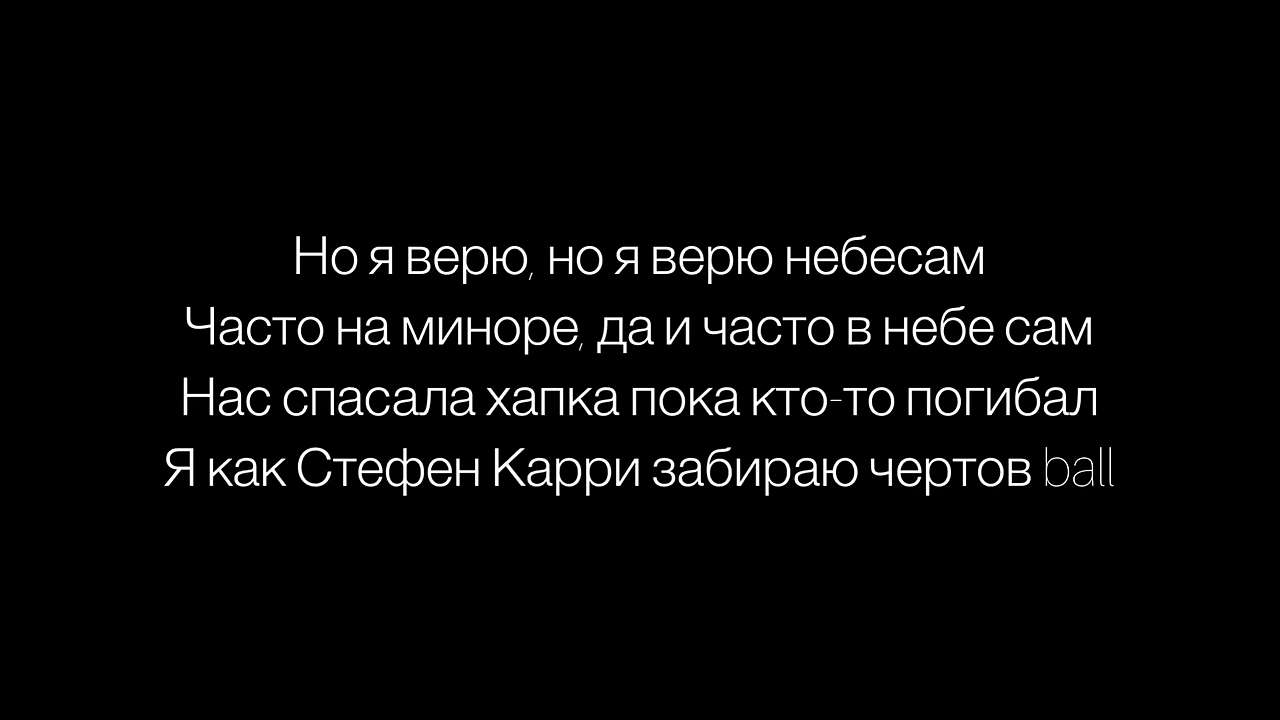 Но я верю, но я верю небесам
Часто на миноре, да и часто в небе сам
Нас спасала хапка пока кто-то погибал
Я как Стефен Карри забираю чертов ball